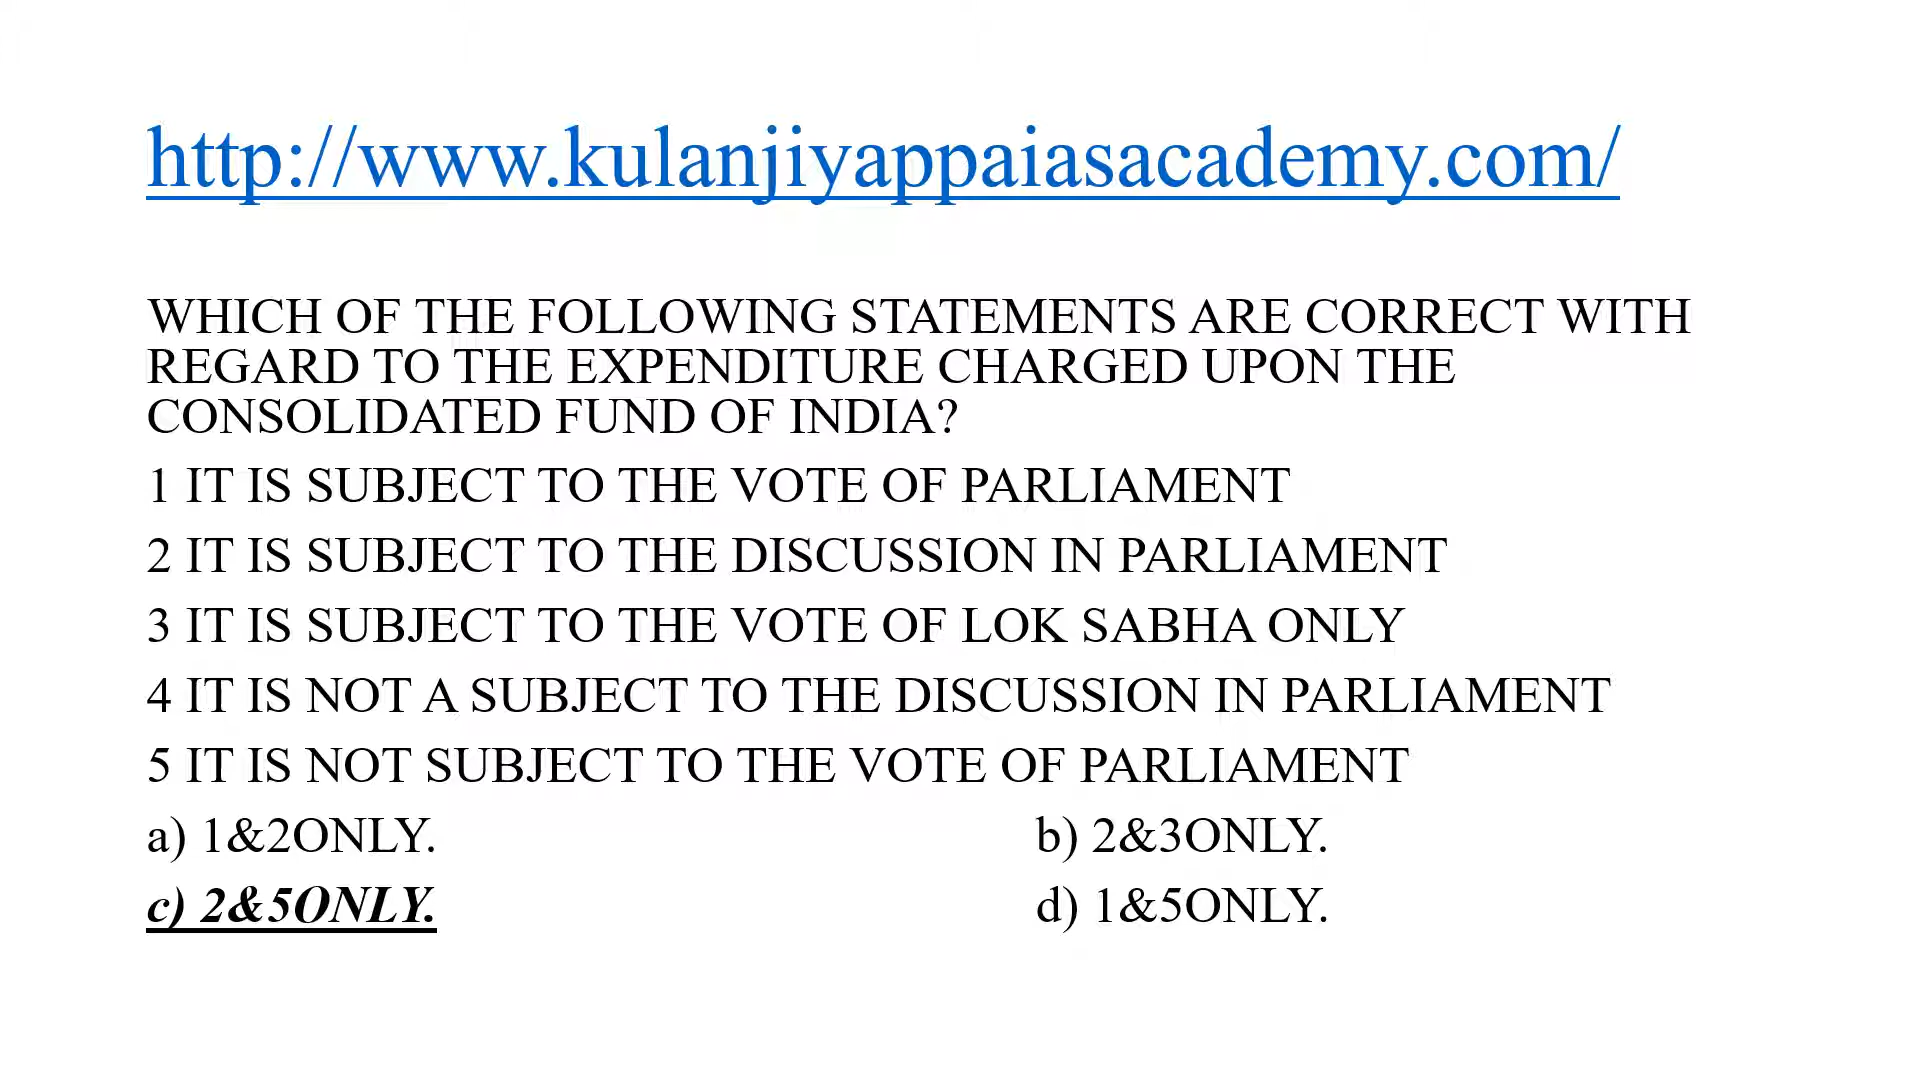 http://www.kulanjiyappaiasacademy.com/
WHICH OF THE FOLLOWING STATEMENTS ARE CORRECT WITH
REGARD TO THE EXPENDITURE CHARGED UPON THE
CONSOLIDATED FUND OF INDIA?
1 IT IS SUBJECT TO THE VOTE OF PARLIAMENT
2 IT IS SUBJECT TO THE DISCUSSION IN PARLIAMENT
3 IT IS SUBJECT TO THE VOTE OF LOK SABHA ONLY
4 IT IS NOT A SUBJECT TO THE DISCUSSION IN PARLIAMENT
5 IT IS NOT SUBJECT TO THE VOTE OF PARLIAMENT
a) 1&2ONLY. b) 2&3ONLY.
c) 2&5ONLY. d) 1&5ONLY.